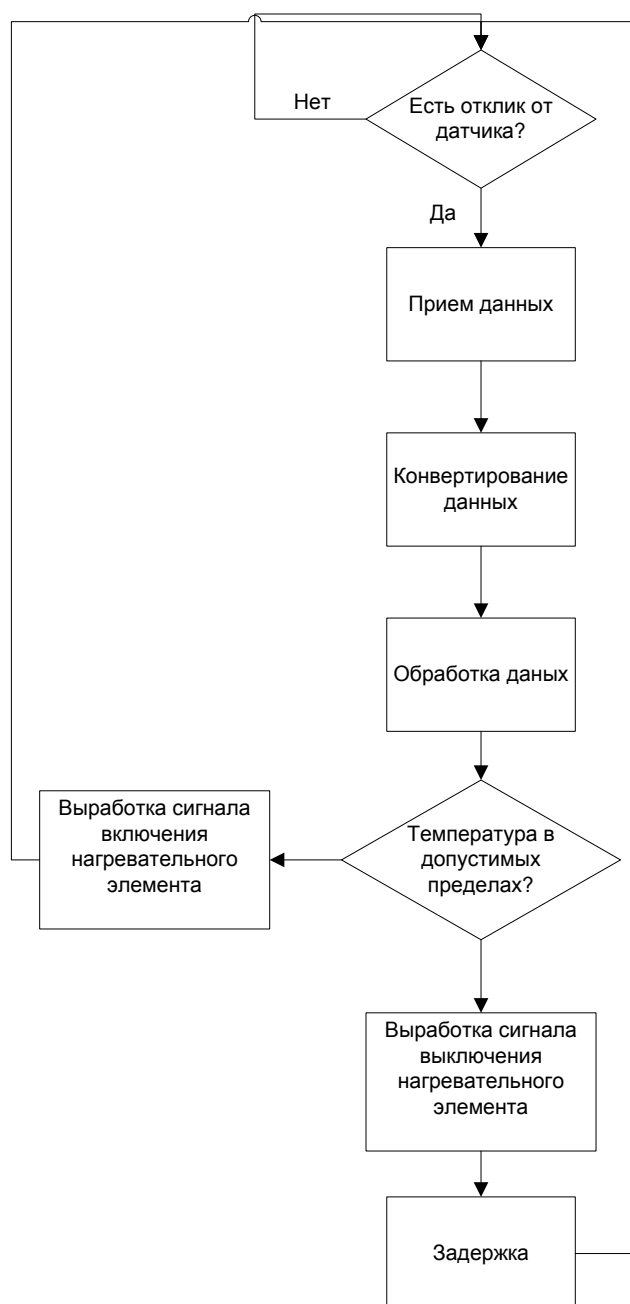 Есть отклик от
датчика?
Нет
Да
Прием данных
Конвертирование
данных
Обработка даных
Температура в
допустимых
пределах?
Выработка сигнала
включения
нагревательного
элемента
Выработка сигнала
выключения
нагревательного
элемента
Задержка